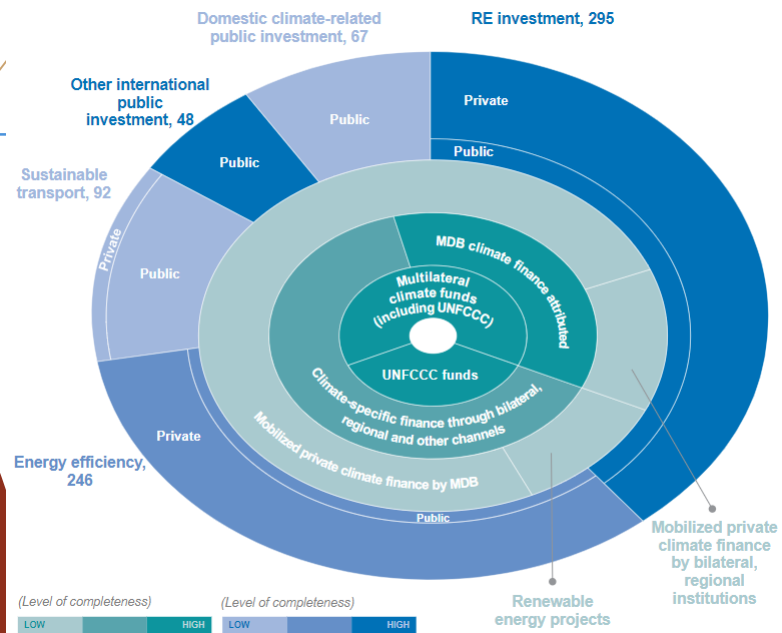 Domestic climate-related
public investment, 67
RE investment, 295
Other international
public
investment, 48
Sustainable
transport, 92
Energy efficiency,
246
Private
Public
Public
Public
Private
Public
Private
Public
MDB climate finance attributed
Multilateral
climate funds
(including UNFCCC)
UNFCCC funds
Climate-specific finance through bilateral,
regional and other channels
Mobilized private climate finance by MDB
Mobilized private
climate finance
by bilateral,
regional
institutions
Renewable
energy projects
(Level of completeness)
LOW HIGH
(Level of completeness)
LOW HIGH